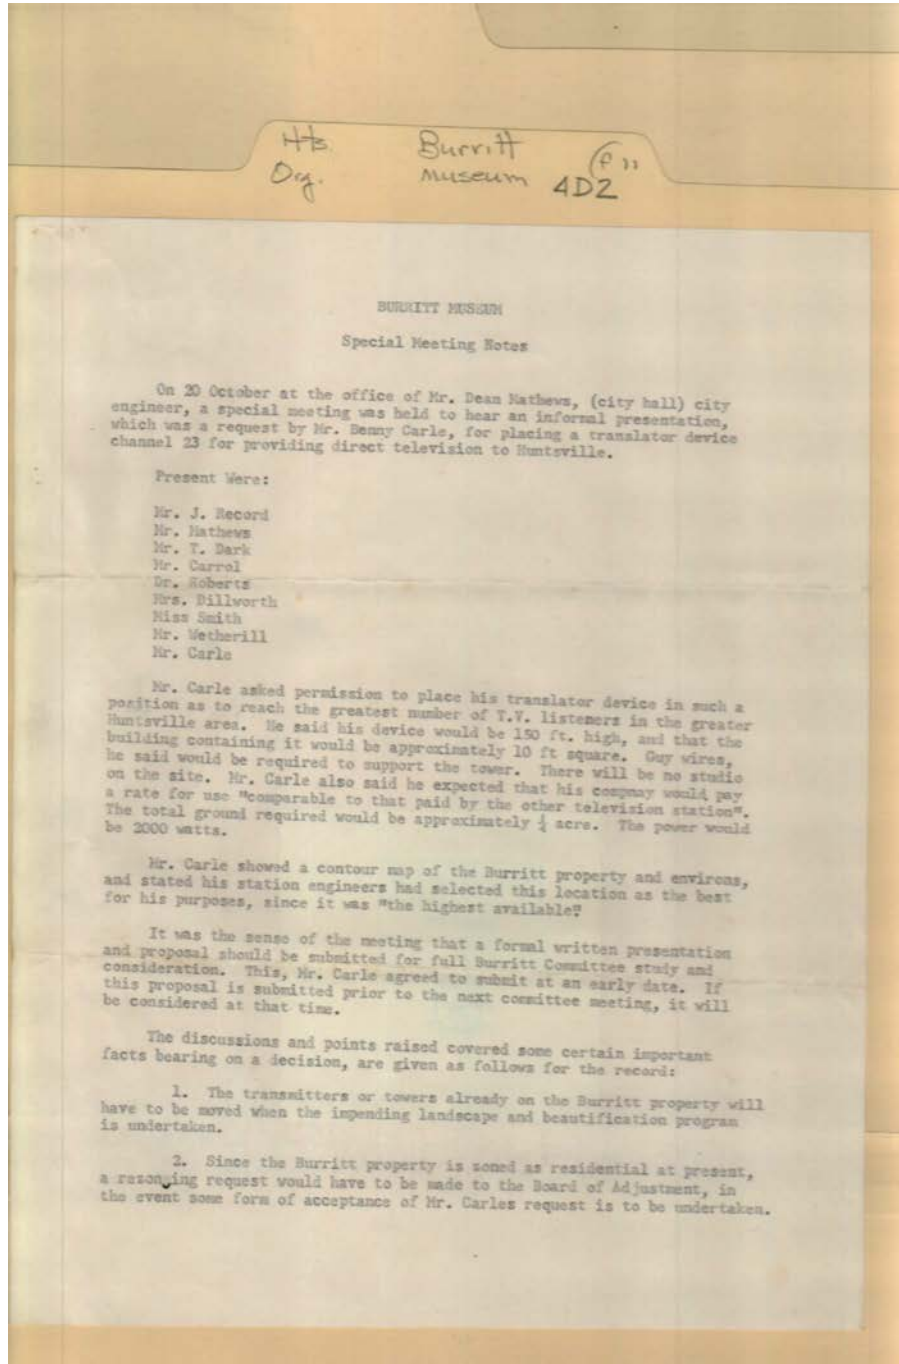 Hts. Burritt
Org. Museum 4D2
BURRITT MUSEUM
Special Meeting Notes
On 20 October at the office of Mr. Dean Mathews, (city hall) city
engineer, a special meeting was held to hear an informal presentation,
which was a request by Mr. Benny Carle, for placing a translator device
channel 23 for providing direct television to Huntsville.
Present Were:
Mr. J. Record
Mr. Mathews
Mr. T. Dark
Mr. Carrol
Dr. Roberts
Mrs. Dillworth
Miss Smith
Mr. Wetherill
Mr. Carle
Mr. Carle asked permission to place his translator device in such a
position as to reach the greatest number of T.V. listeners in the greater
Huntsville area. He said his device would be 150 ft. high, and that the
building containing it would be approximately 10 ft square. Guy wires,
he said would be required to support the tower. There will be no studio
on the site. Mr. Carle also said he expected that his compnay would pay
a rate for use "comparable to that paid by the other television station".
The total ground required would be approximately ¼ acre. The power would
be 2000 watts.
Mr. Carle showed a contour map of the Burritt property and environs,
and stated his station engineers had selected this location as the best
for his purposes, since it was "the highest available"
It was the sense of the meeting that a formal written presentation
and proposal should be submitted for full Burritt Committee study and
consideration. This, Mr. Carle agreed to submit at an early date. If
this proposal is submitted prior to the next committee meeting, it will
be considered at that time.
The discussions and points raised covered some certain important
facts bearing on a decision, are given as follows for the record:
1. The transmitters or towers already on the Burritt property will
have to be moved when the impending landscape and beautification program
is undertaken.
2. Since the Burritt property is zoned as residential at present,
a rezoning request would have to be made to the Board of Adjustment, in
the event some form of acceptance of Mr. Carles request is to be undertaken.